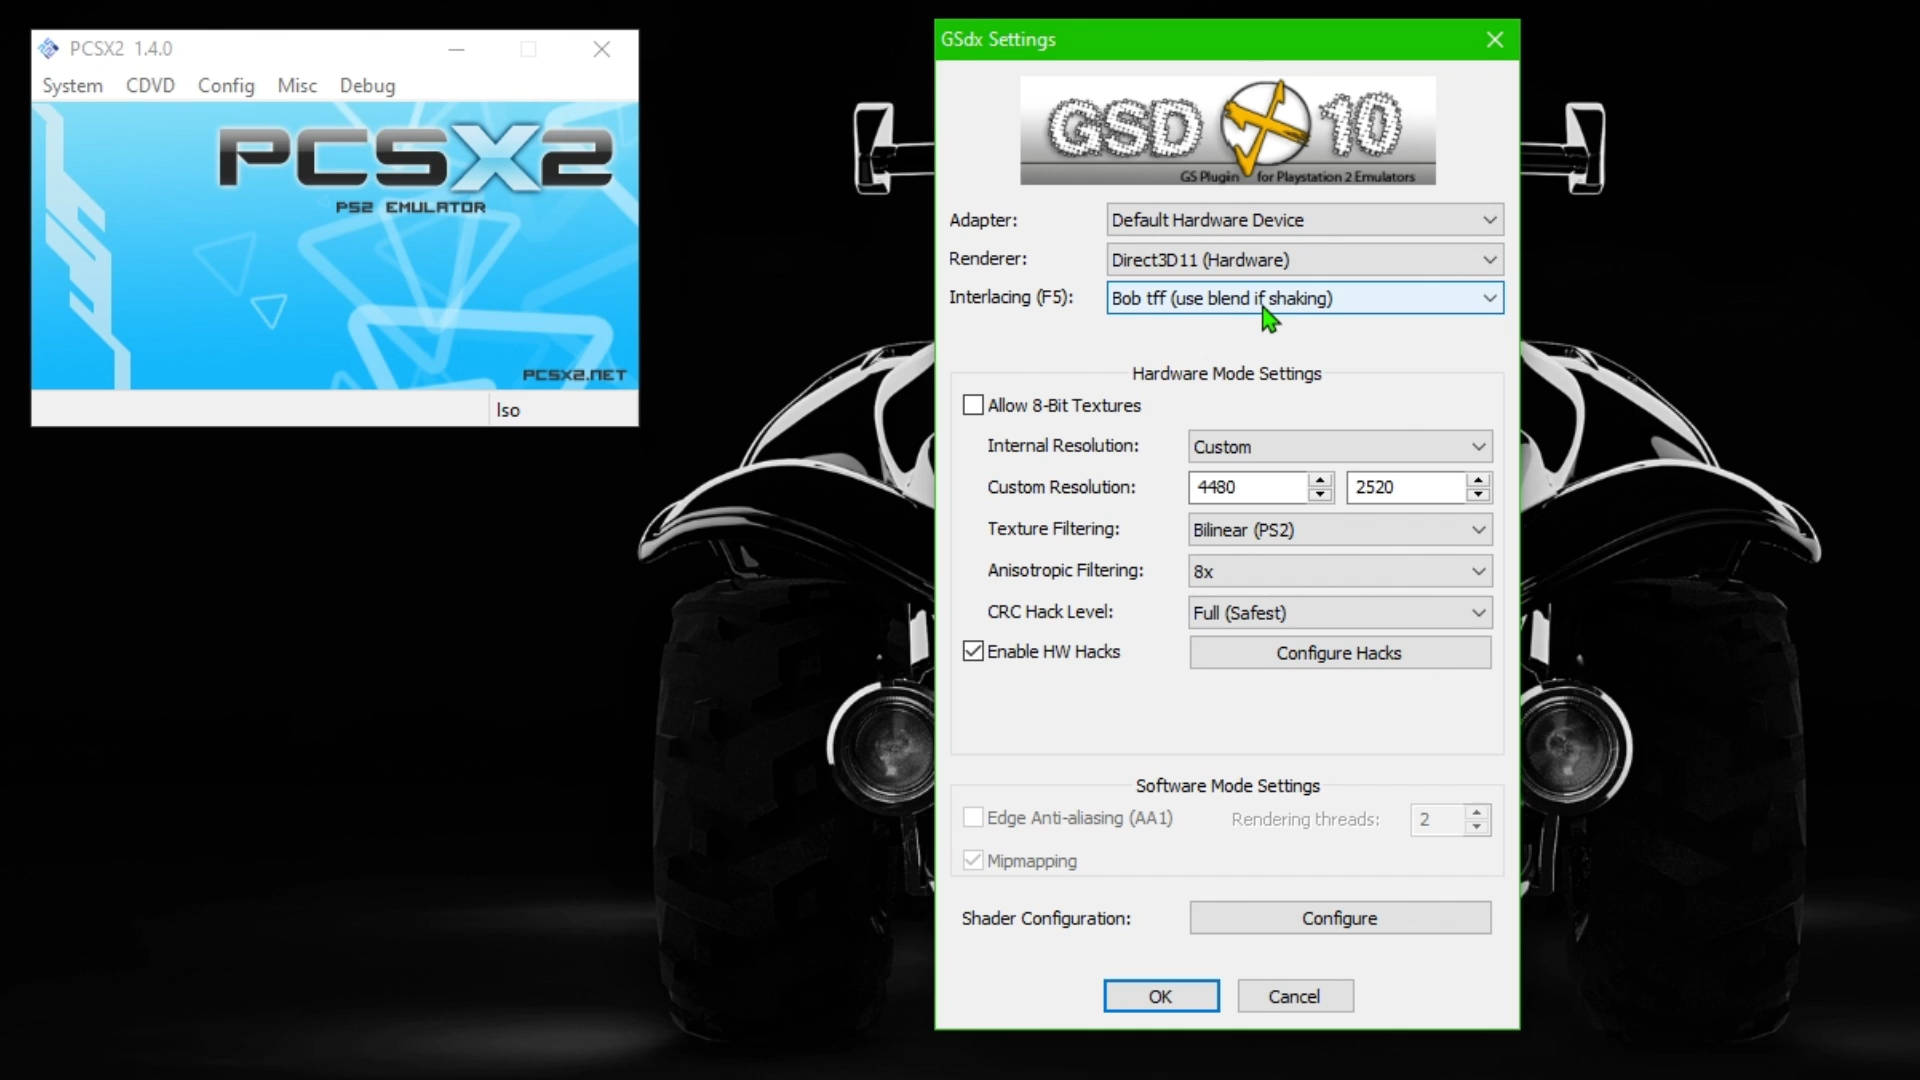 PCSX2 1.4.0
System CDVD Config Misc Debug
PCSX2
PS2 EMULATOR
PCSX2.NET
Iso
GSdx Settings
GSD X 10
GS Plugin for Playstation 2 Emulators
Adapter: Default Hardware Device
Renderer: Direct3D11 (Hardware)
Interlacing (F5): Bob tff (use blend if shaking)
Hardware Mode Settings
Allow 8-Bit Textures
Internal Resolution: Custom
Custom Resolution: 4480 2520
Texture Filtering: Bilinear (PS2)
Anisotropic Filtering: 8x
CRC Hack Level: Full (Safest)
Enable HW Hacks Configure Hacks
Software Mode Settings
Edge Anti-aliasing (AA1) Rendering threads: 2
Mipmapping
Shader Configuration: Configure
OK Cancel